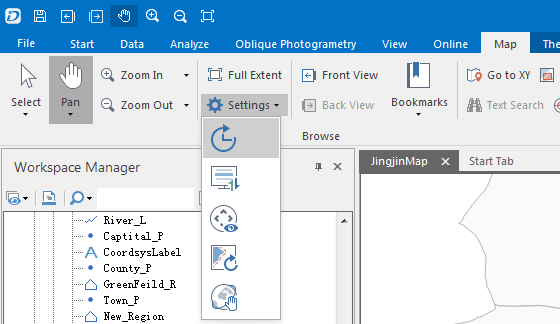 File Start Data Analyze Oblique Photogrametry View Online Map The
Select
Pan
Zoom In
Zoom Out
Full Extent
Settings
Front View
Back View
Bookmarks
Go to XY
Text Search
Browse
Workspace Manager
JingjinMap
Start Tab
River_L
Captital_P
CoordsysLabel
County_P
GreenFeild_R
Town_P
New_Region